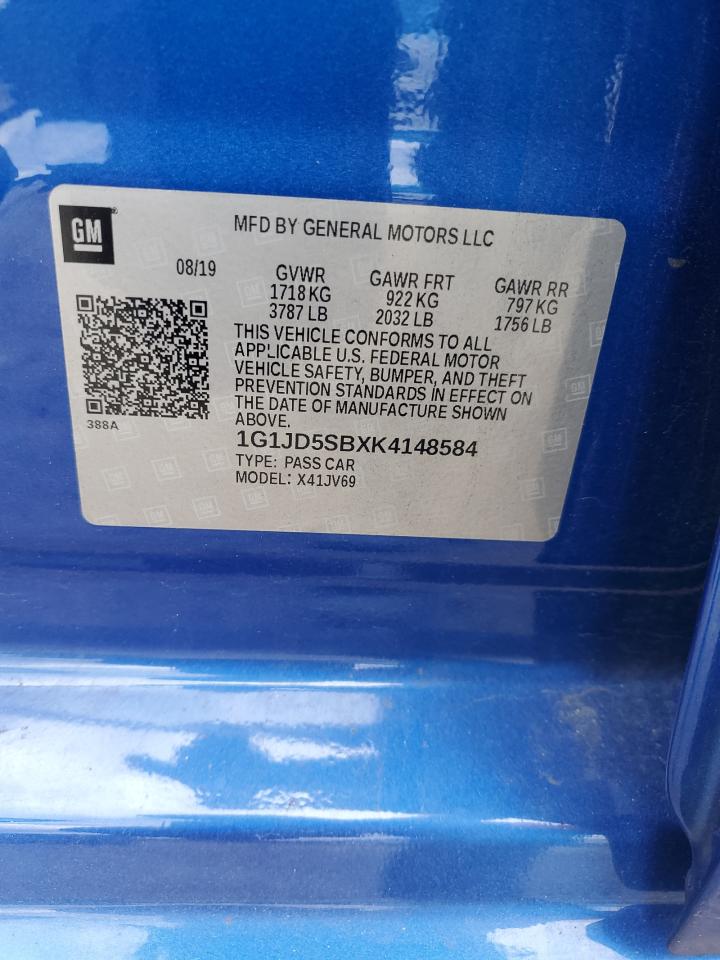 GM
MFD BY GENERAL MOTORS LLC
08/19
GVWR
1718 KG
3787 LB
GAWR FRT
922 KG
2032 LB
GAWR RR
797 KG
1756 LB
THIS VEHICLE CONFORMS TO ALL
APPLICABLE U.S. FEDERAL MOTOR
VEHICLE SAFETY, BUMPER, AND THEFT
PREVENTION STANDARDS IN EFFECT ON
THE DATE OF MANUFACTURE SHOWN
ABOVE.
388A
1G1JD5SBXK4148584
TYPE: PASS CAR
MODEL: X41JV69